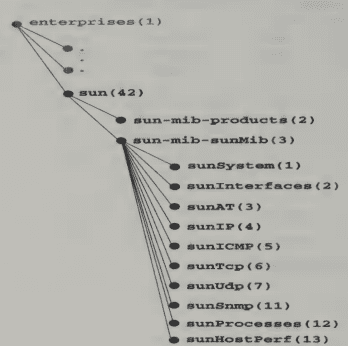 enterprises(1)
.
.
sun(42)
sun-mib-products(2)
sun-mib-sunMib(3)
sunSystem(1)
sunInterfaces(2)
sunAT(3)
sunIP(4)
sunICMP(5)
sunTcp(6)
sunUdp(7)
sunSnmp(11)
sunProcesses(12)
sunHostPerf(13)